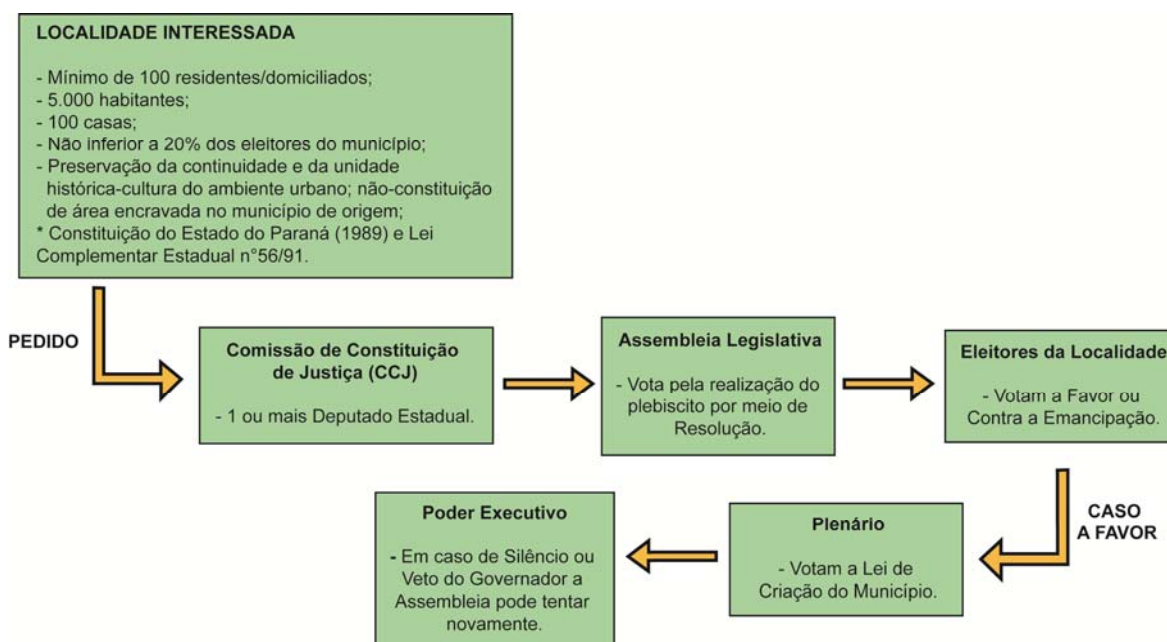 LOCALIDADE INTERESSADA
- Mínimo de 100 residentes/domiciliados;
- 5.000 habitantes;
- 100 casas;
- Não inferior a 20% dos eleitores do município;
- Preservação da continuidade e da unidade
histórica-cultura do ambiente urbano; não-constituição
de área encravada no município de origem;
* Constituição do Estado do Paraná (1989) e Lei
Complementar Estadual n°56/91.
PEDIDO
Comissão de Constituição
de Justiça (CCJ)
- 1 ou mais Deputado Estadual.
Assembleia Legislativa
- Vota pela realização do
plebiscito por meio de
Resolução.
Eleitores da Localidade
- Votam a Favor ou
Contra a Emancipação.
CASO
A FAVOR
Plenário
- Votam a Lei de
Criação do Município.
Poder Executivo
- Em caso de Silêncio ou
Veto do Governador a
Assembleia pode tentar
novamente.